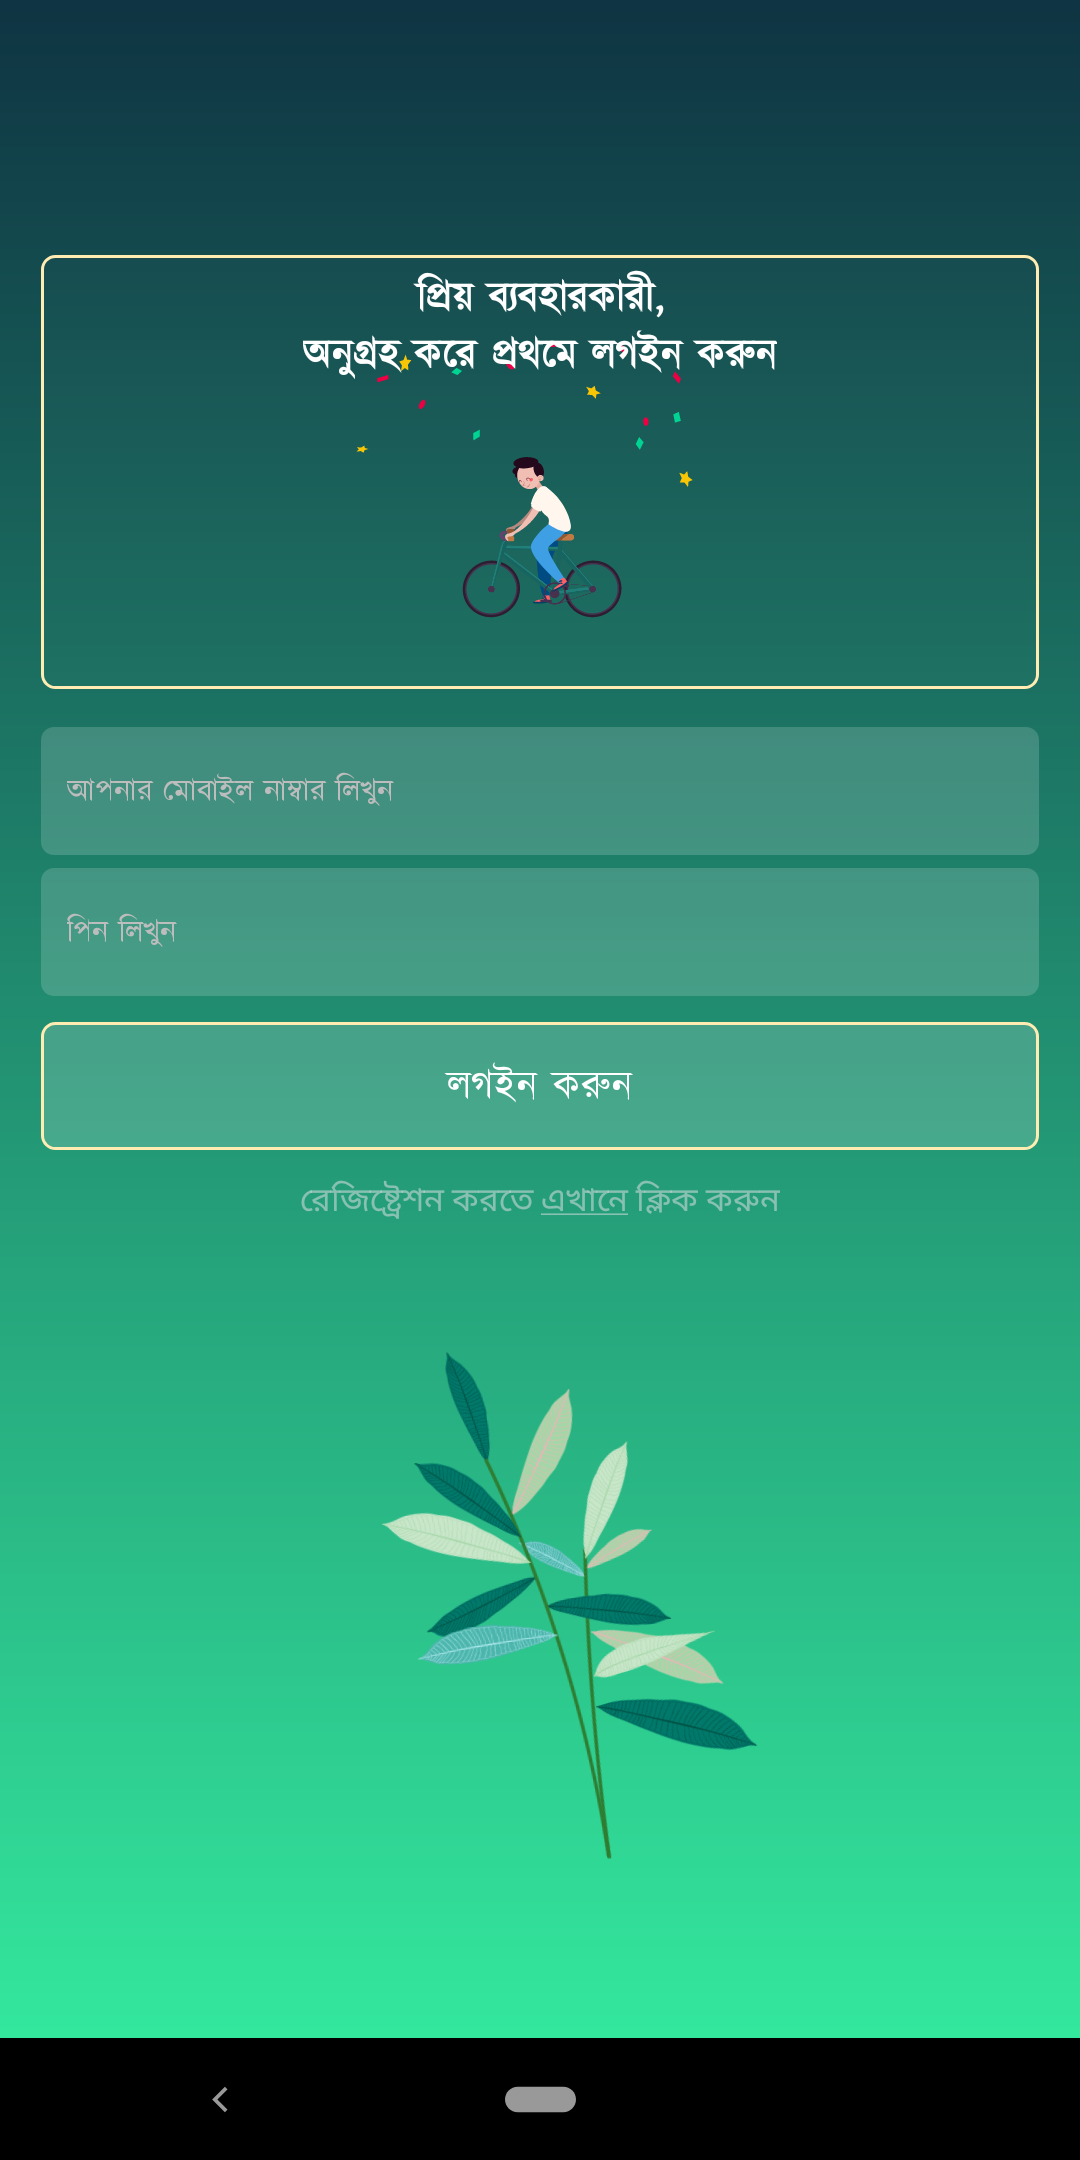 প্রিয় ব্যবহারকারী,
অনুগ্রহ করে প্রথমে লগইন করুন
আপনার মোবাইল নাম্বার লিখুন
পিন লিখুন
লগইন করুন
রেজিষ্ট্রেশন করতে এখানে ক্লিক করুন